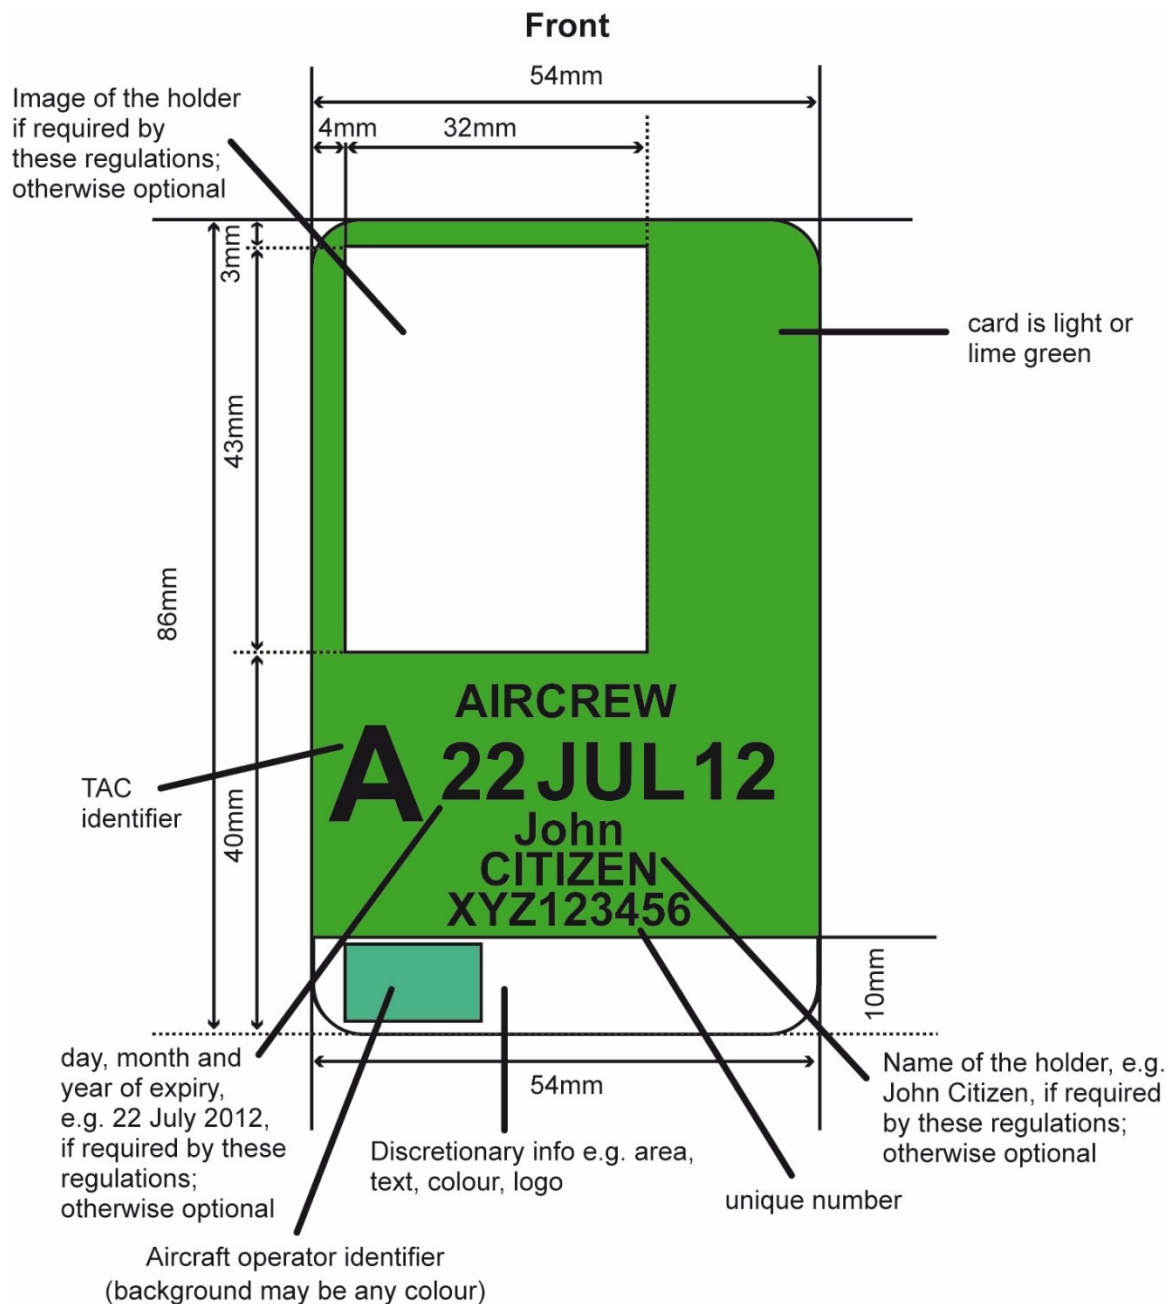 Front
54mm
Image of the holder
if required by
these regulations;
otherwise optional
4mm
32mm
3mm
card is light or
lime green
43mm
86mm
AIRCREW
A
22 JUL 12
TAC
identifier
40mm
John
CITIZEN
XYZ123456
10mm
day, month and
year of expiry,
e.g. 22 July 2012,
if required by these
regulations;
otherwise optional
54mm
Name of the holder, e.g.
John Citizen, if required
by these regulations;
otherwise optional
Discretionary info e.g. area,
text, colour, logo
unique number
Aircraft operator identifier
(background may be any colour)